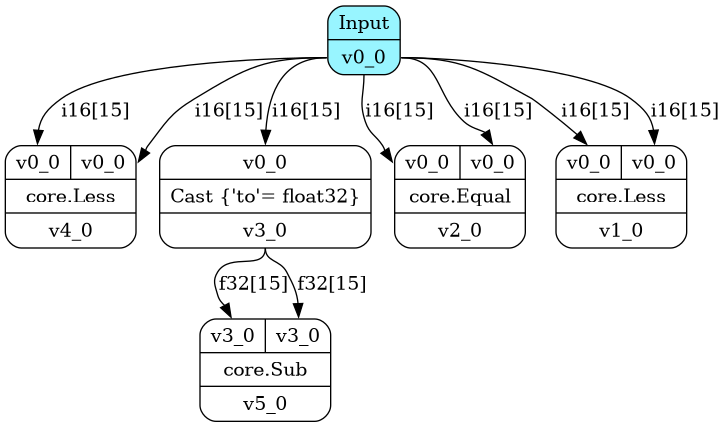 Input
v0_0
i16[15] i16[15] i16[15] i16[15] i16[15] i16[15] i16[15]
v0_0 v0_0 v0_0 v0_0 v0_0 v0_0 v0_0
core.Less Cast {'to'= float32} core.Equal core.Less
v4_0 v3_0 v2_0 v1_0
f32[15] f32[15]
v3_0 v3_0
core.Sub
v5_0